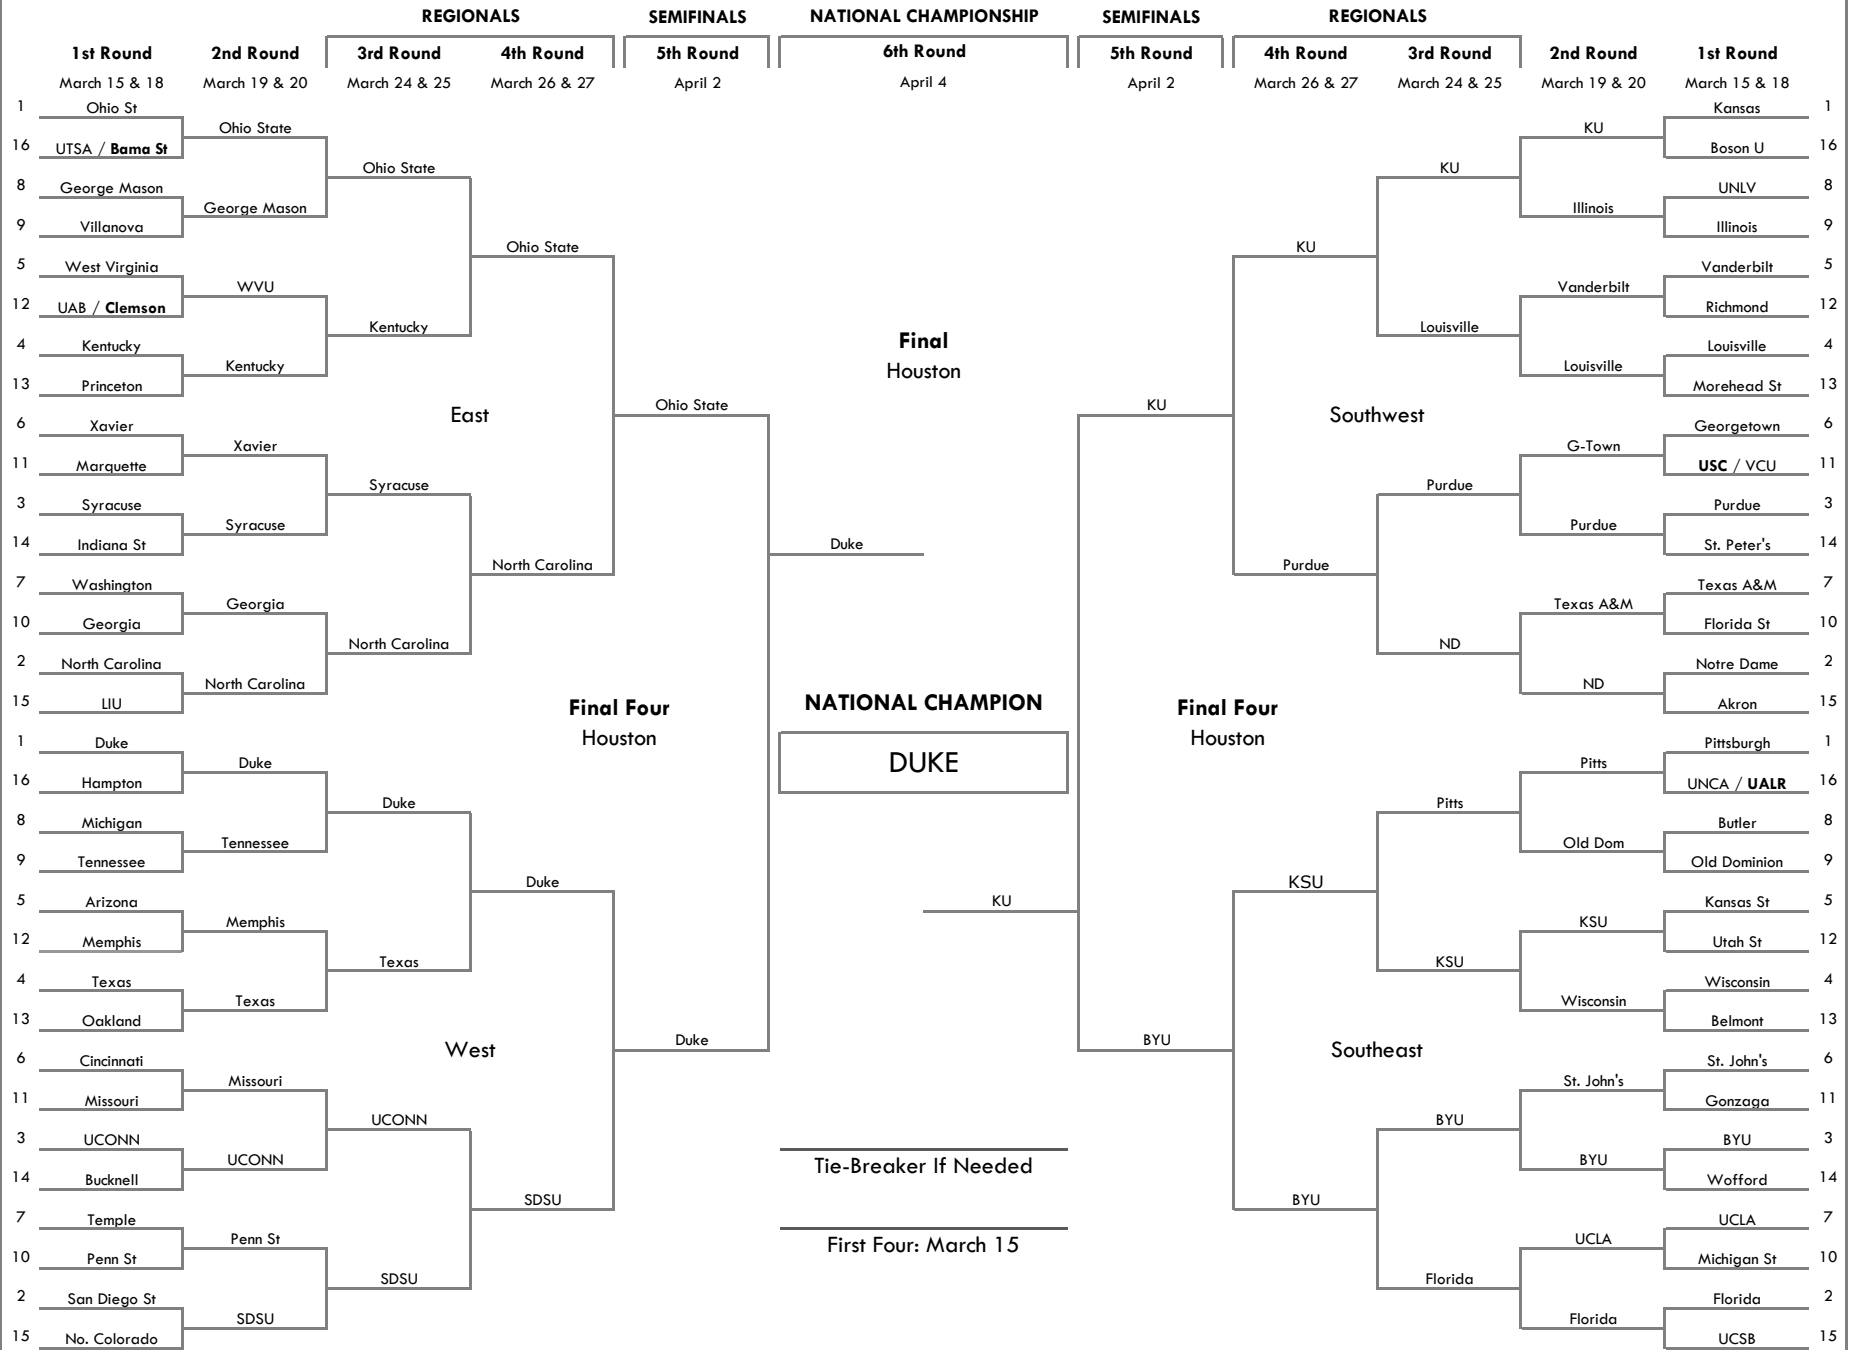 REGIONALS SEMIFINALS NATIONAL CHAMPIONSHIP SEMIFINALS REGIONALS
1st Round 2nd Round 3rd Round 4th Round 5th Round 6th Round 5th Round 4th Round 3rd Round 2nd Round 1st Round
March 15 & 18 March 19 & 20 March 24 & 25 March 26 & 27 April 2 April 4 April 2 March 26 & 27 March 24 & 25 March 19 & 20 March 15 & 18
1 Ohio St Kansas 1
Ohio State KU
16 UTSA / Bama St Boson U 16
Ohio State KU
8 George Mason UNLV 8
George Mason Illinois
9 Villanova Illinois 9
Ohio State KU
5 West Virginia Vanderbilt 5
WVU Vanderbilt
12 UAB / Clemson Richmond 12
Kentucky Louisville
Final
4 Kentucky Louisville 4
Kentucky Louisville
Houston
13 Princeton Morehead St 13
Ohio State KU
East Southwest
6 Xavier Georgetown 6
Xavier G-Town
11 Marquette USC / VCU 11
Syracuse Purdue
3 Syracuse Purdue 3
Syracuse Purdue
14 Indiana St Duke St. Peter's 14
North Carolina Purdue
7 Washington Texas A&M 7
Georgia Texas A&M
10 Georgia Florida St 10
North Carolina ND
2 North Carolina Notre Dame 2
North Carolina ND
15 LIU Akron 15
Final Four NATIONAL CHAMPION Final Four
Houston Houston
1 Duke Pittsburgh 1
Duke DUKE Pitts
16 Hampton UNCA / UALR 16
Duke Pitts
8 Michigan Butler 8
Tennessee Old Dom
9 Tennessee Old Dominion 9
Duke KSU
5 Arizona KU Kansas St 5
Memphis KSU
12 Memphis Utah St 12
Texas KSU
4 Texas Wisconsin 4
Texas Wisconsin
13 Oakland Belmont 13
Duke BYU
West Southeast
6 Cincinnati St. John's 6
Missouri St. John's
11 Missouri Gonzaga 11
UCONN BYU
3 UCONN BYU 3
UCONN BYU
Tie-Breaker If Needed
14 Bucknell Wofford 14
SDSU BYU
7 Temple UCLA 7
Penn St UCLA
First Four: March 15
10 Penn St Michigan St 10
SDSU Florida
2 San Diego St Florida 2
SDSU Florida
15 No. Colorado UCSB 15